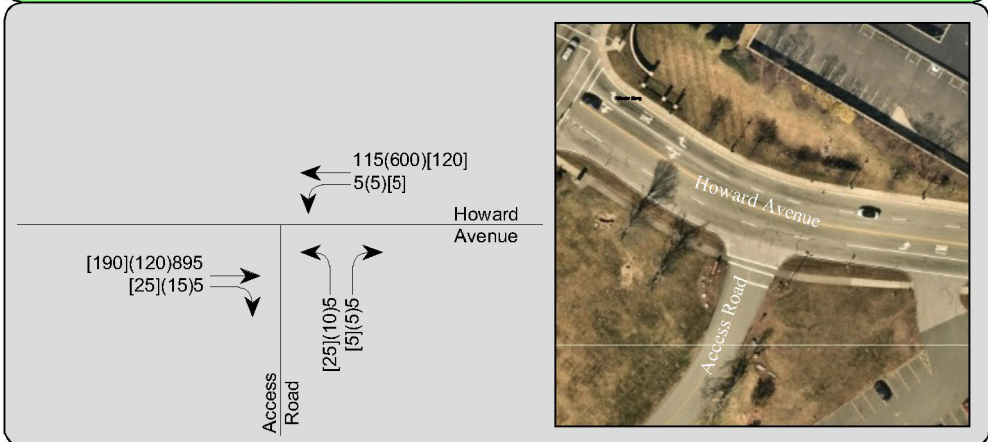 115(600)[120]
5(5)[5]
Howard
Avenue
[190](120)895
[25](15)5
[25](10)5
[5](5)5
Access
Road
Howard Avenue
Access Road